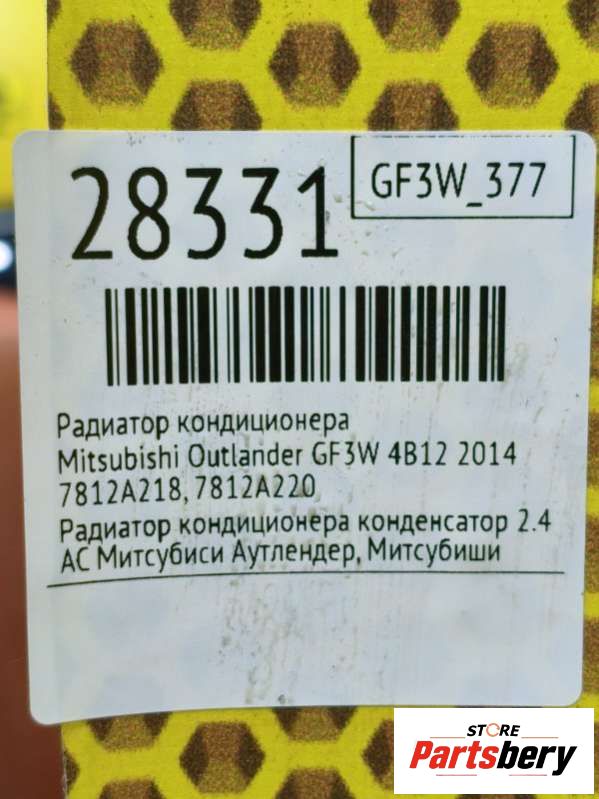 28331
GF3W_377
Радиатор кондиционера
Mitsubishi Outlander GF3W 4B12 2014
7812A218, 7812A220
Радиатор кондиционера конденсатор 2.4
АС Митсубиси Аутлендер, Митсубиши
STORE
Partsbery